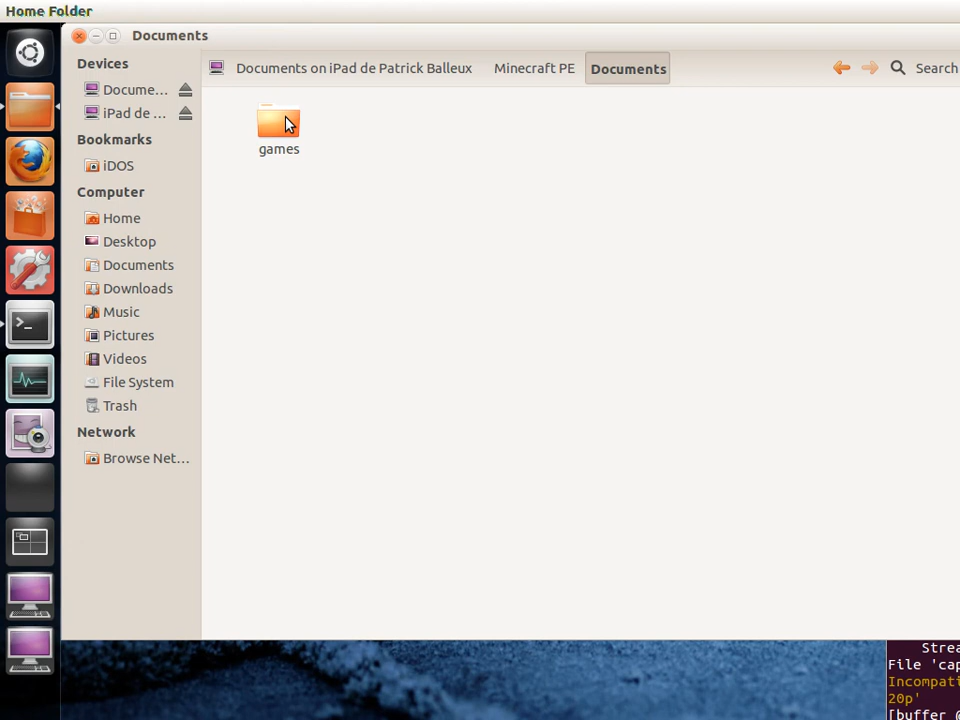 Home Folder
Documents
Devices
Docume...
iPad de ...
Bookmarks
iDOS
Computer
Home
Desktop
Documents
Downloads
Music
Pictures
Videos
File System
Trash
Network
Browse Net...
Documents on iPad de Patrick Balleux
Minecraft PE
Documents
Search
games
>_
Strea
File 'cap
Incompati
20p'
[buffer @